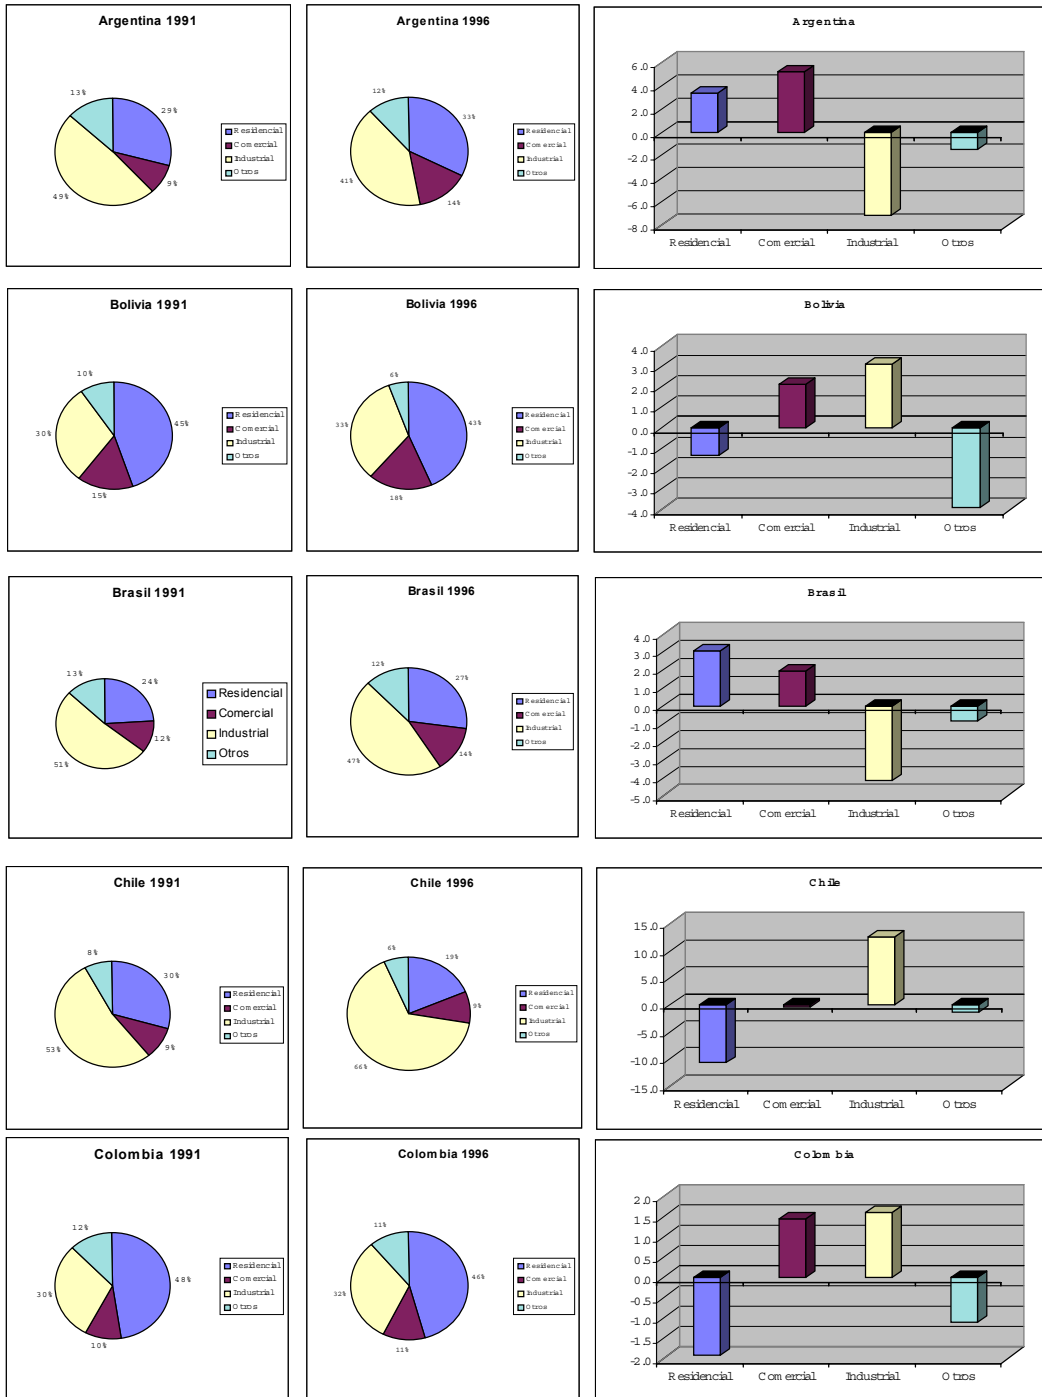 Argentina 1991
13%
29%
9%
49%
Residencial
Comercial
Industrial
Otros
Argentina 1996
12%
33%
14%
41%
Residencial
Comercial
Industrial
Otros
Argentina
6.0
4.0
2.0
0.0
-2.0
-4.0
-6.0
-8.0
Residencial Comercial Industrial Otros
Bolivia 1991
10%
45%
30%
15%
Residencial
Comercial
Industrial
Otros
Bolivia 1996
6%
43%
33%
18%
Residencial
Comercial
Industrial
Otros
Bolivia
4.0
3.0
2.0
1.0
0.0
-1.0
-2.0
-3.0
-4.0
Residencial Comercial Industrial Otros
Brasil 1991
13%
24%
12%
51%
Residencial
Comercial
Industrial
Otros
Brasil 1996
12%
27%
14%
47%
Residencial
Comercial
Industrial
Otros
Brasil
4.0
3.0
2.0
1.0
0.0
-1.0
-2.0
-3.0
-4.0
-5.0
Residencial Comercial Industrial Otros
Chile 1991
8%
30%
53%
9%
Residencial
Comercial
Industrial
Otros
Chile 1996
6%
19%
9%
66%
Residencial
Comercial
Industrial
Otros
Chile
15.0
10.0
5.0
0.0
-5.0
-10.0
-15.0
Residencial Comercial Industrial Otros
Colombia 1991
12%
48%
30%
10%
Residencial
Comercial
Industrial
Otros
Colombia 1996
11%
46%
32%
11%
Residencial
Comercial
Industrial
Otros
Colombia
2.0
1.5
1.0
0.5
0.0
-0.5
-1.0
-1.5
-2.0
Residencial Comercial Industrial Otros